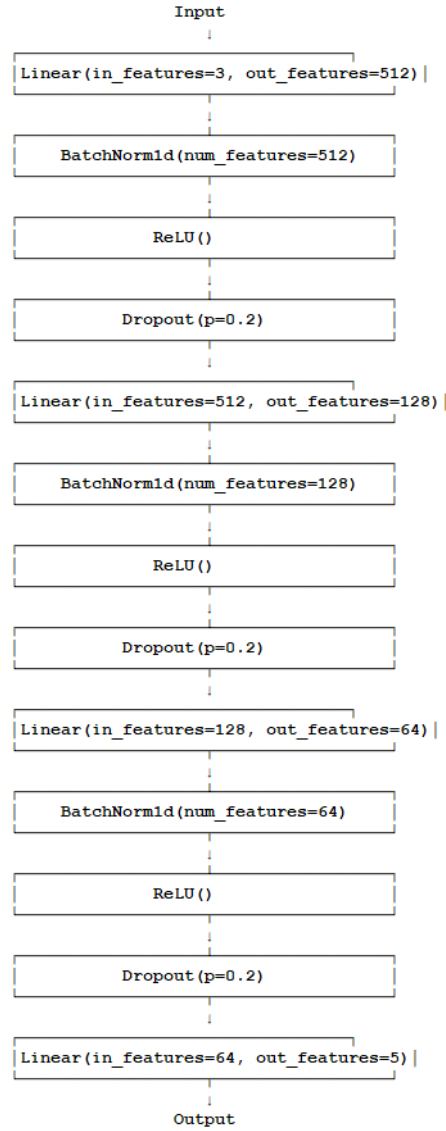 Input
Linear(in_features=3, out_features=512)
BatchNorm1d(num_features=512)
ReLU()
Dropout(p=0.2)
Linear(in_features=512, out_features=128)
BatchNorm1d(num_features=128)
ReLU()
Dropout(p=0.2)
Linear(in_features=128, out_features=64)
BatchNorm1d(num_features=64)
ReLU()
Dropout(p=0.2)
Linear(in_features=64, out_features=5)
Output